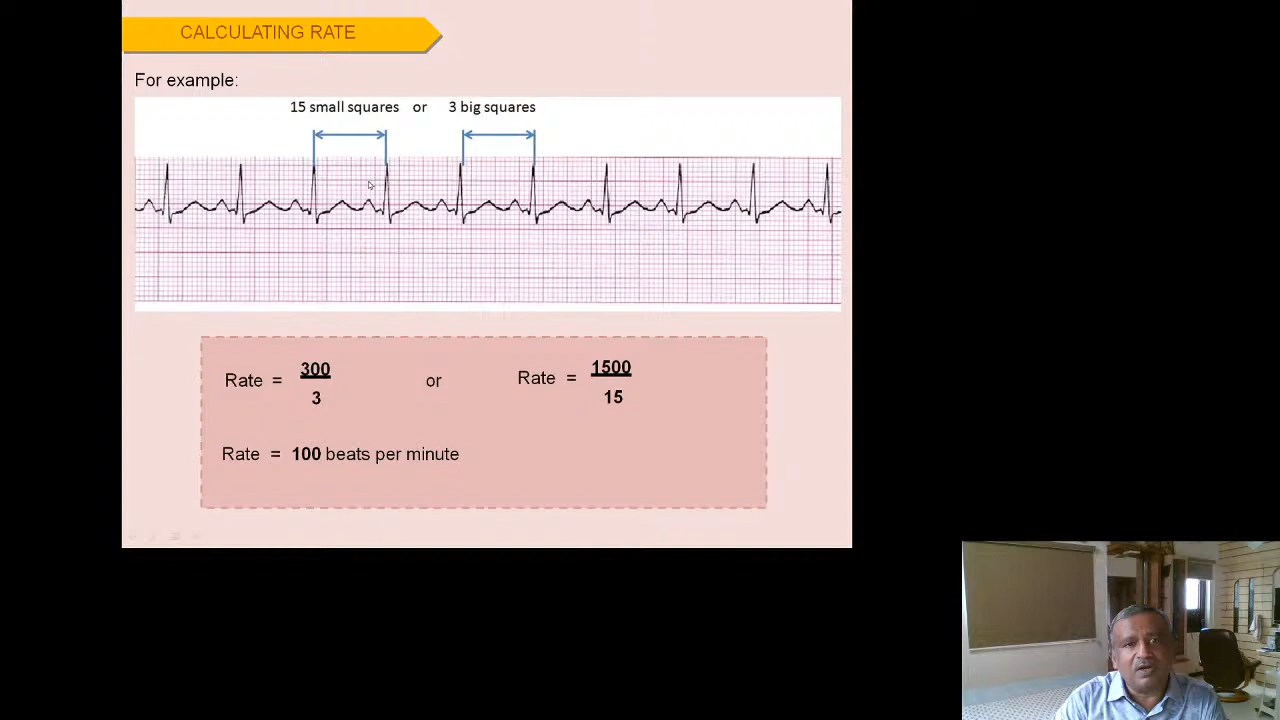 CALCULATING RATE
For example:
15 small squares or 3 big squares
Rate = 300 or Rate = 1500
3 15
Rate = 100 beats per minute